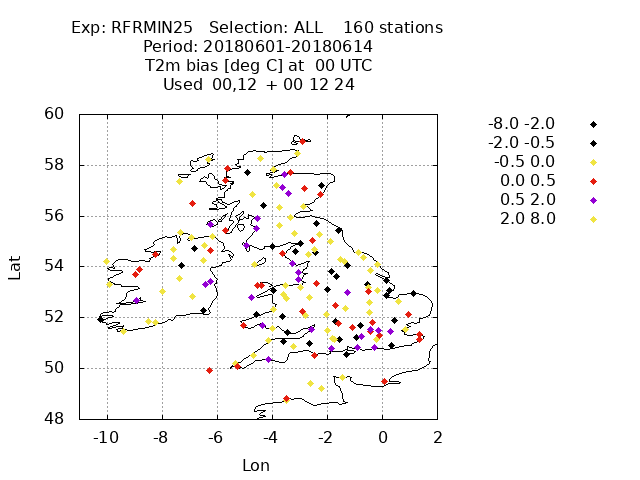 Exp: RFRMIN25 Selection: ALL 160 stations
Period: 20180601-20180614
T2m bias [deg C] at 00 UTC
Used 00,12 + 00 12 24
60
58
56
54
52
50
48
Lat
-10 -8 -6 -4 -2 0 2
Lon
-8.0 -2.0
-2.0 -0.5
-0.5 0.0
0.0 0.5
0.5 2.0
2.0 8.0